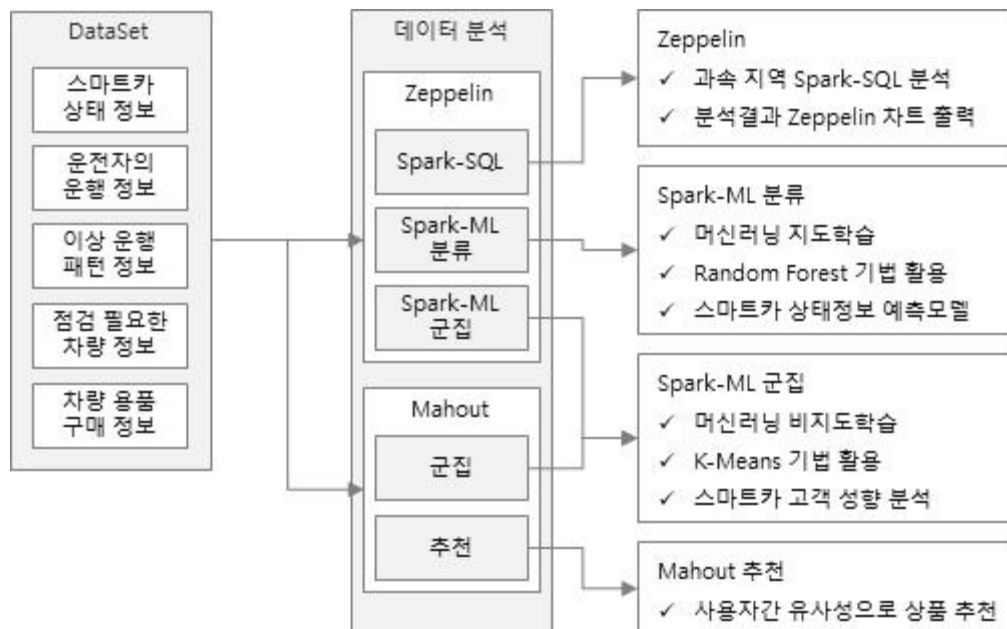 DataSet
스마트카
상태 정보
운전자의
운행 정보
이상 운행
패턴 정보
점검 필요한
차량 정보
차량 용품
구매 정보
데이터 분석
Zeppelin
Spark-SQL
Spark-ML
분류
Spark-ML
군집
Mahout
군집
추천
Zeppelin
✓ 과속 지역 Spark-SQL 분석
✓ 분석결과 Zeppelin 차트 출력
Spark-ML 분류
✓ 머신러닝 지도학습
✓ Random Forest 기법 활용
✓ 스마트카 상태정보 예측모델
Spark-ML 군집
✓ 머신러닝 비지도학습
✓ K-Means 기법 활용
✓ 스마트카 고객 성향 분석
Mahout 추천
✓ 사용자간 유사성으로 상품 추천